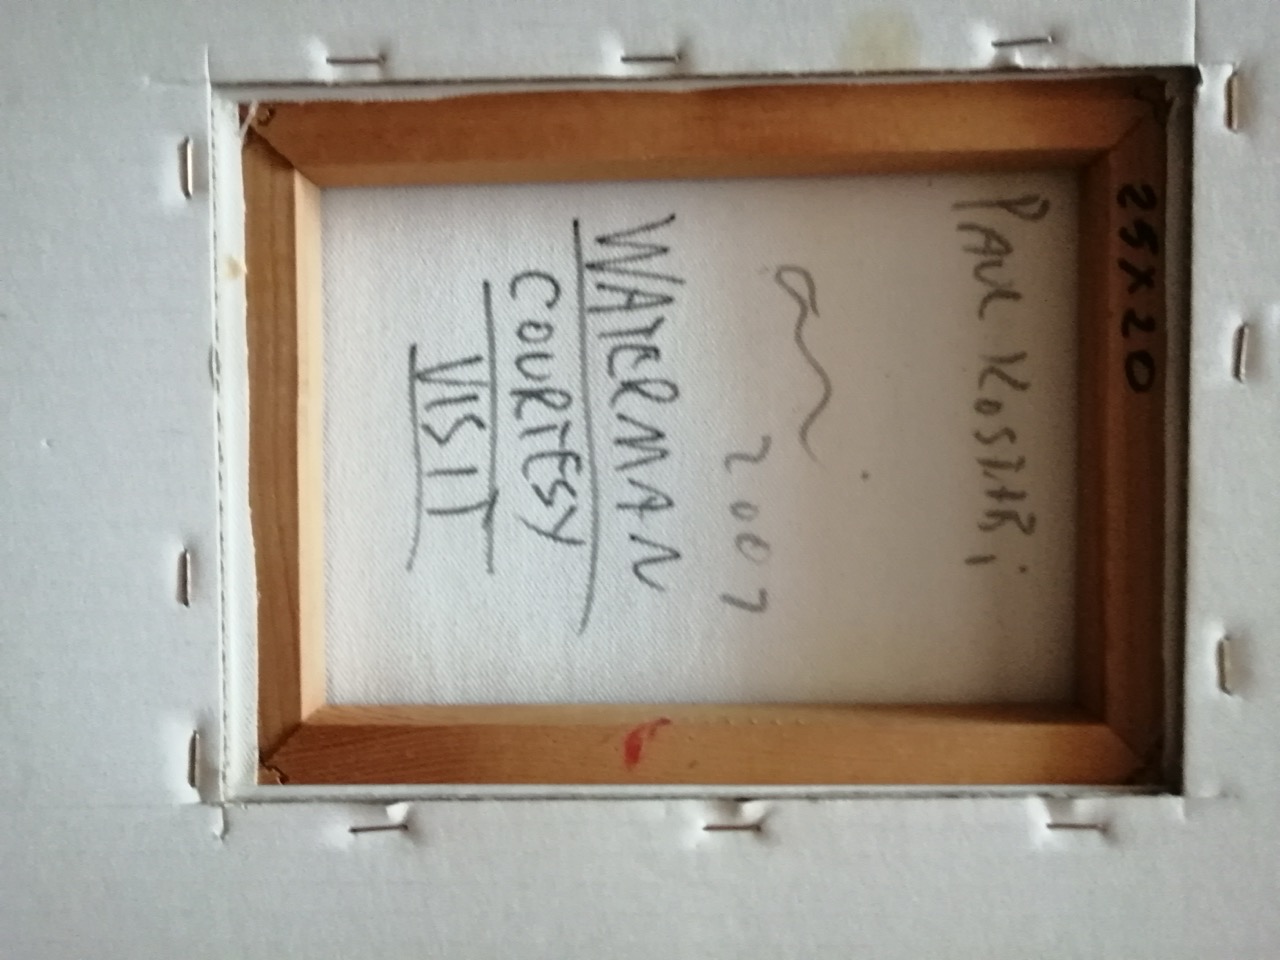 25X20
PAUL KOSTABI
2007
WATERMAN
COURTESY
VISIT